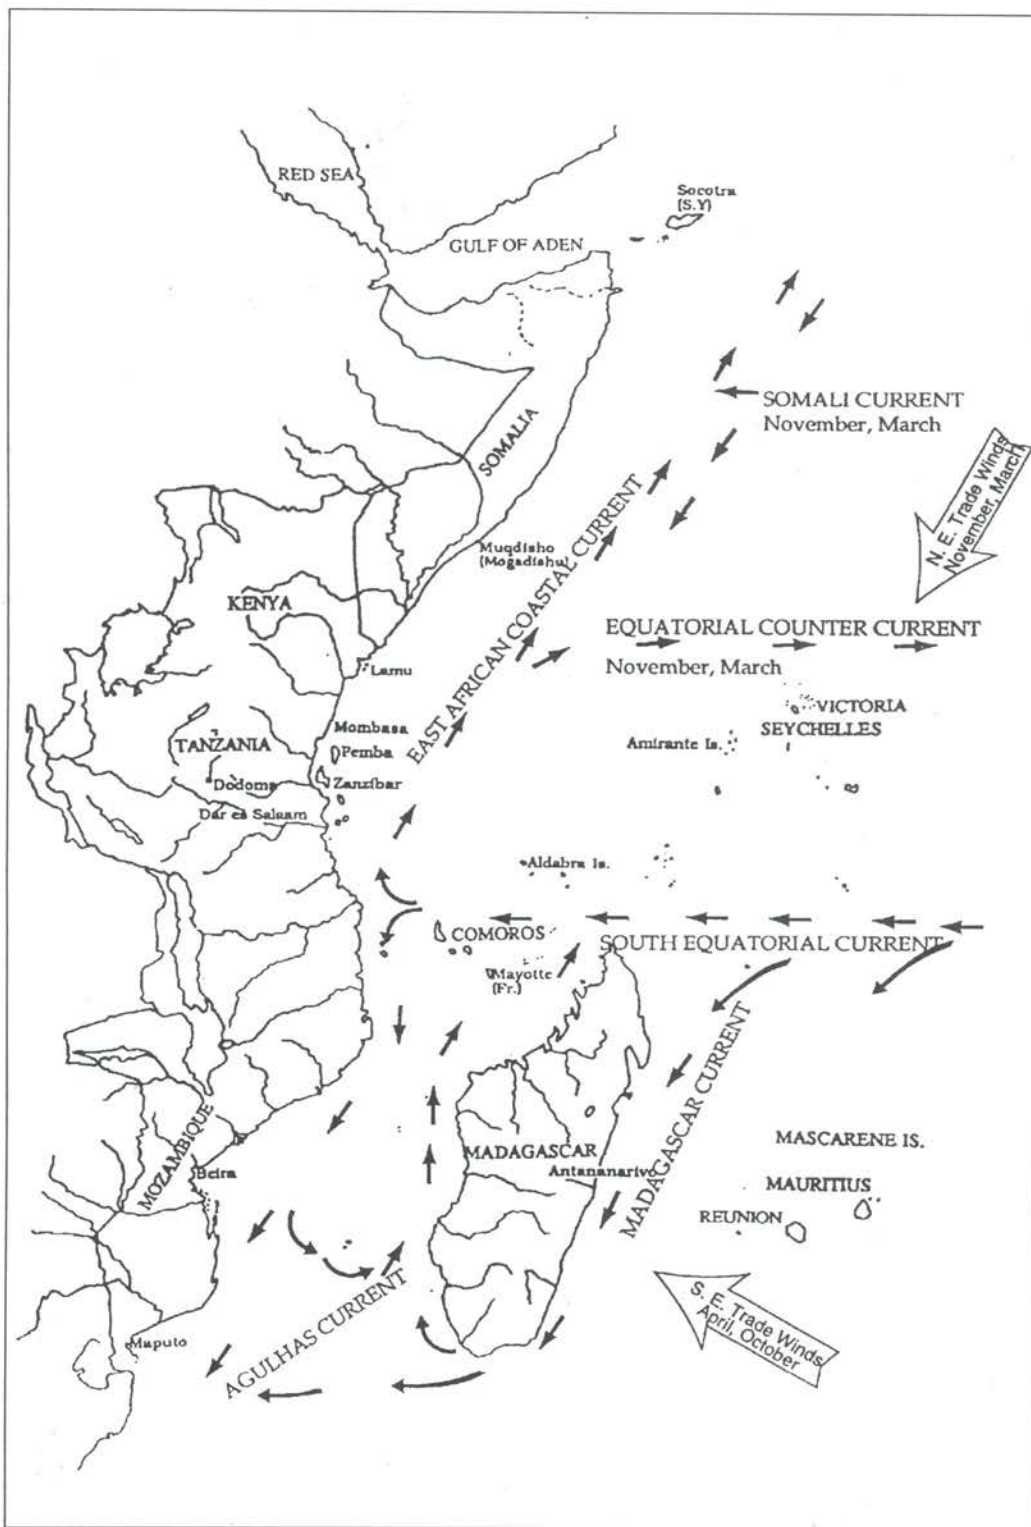 RED SEA
Socotra
(S.Y)
GULF OF ADEN
SOMALI CURRENT
November, March
SOMALIA
N. E. Trade Winds
November, March
Muqdisho
(Mogadishu)
EAST AFRICAN COASTAL CURRENT
KENYA
EQUATORIAL COUNTER CURRENT
November, March
Lamu
VICTORIA
SEYCHELLES
Mombasa
Amirante Is.
TANZANIA
Pemba
Dodoma
Zanzibar
Dar es Salaam
Aldabra Is.
COMOROS
SOUTH EQUATORIAL CURRENT
Mayotte
(Fr.)
MADAGASCAR CURRENT
MOZAMBIQUE
MADAGASCAR
MASCARENE IS.
Beira
Antananarivo
MAURITIUS
REUNION
AGULHAS CURRENT
S. E. Trade Winds
April, October
Maputo